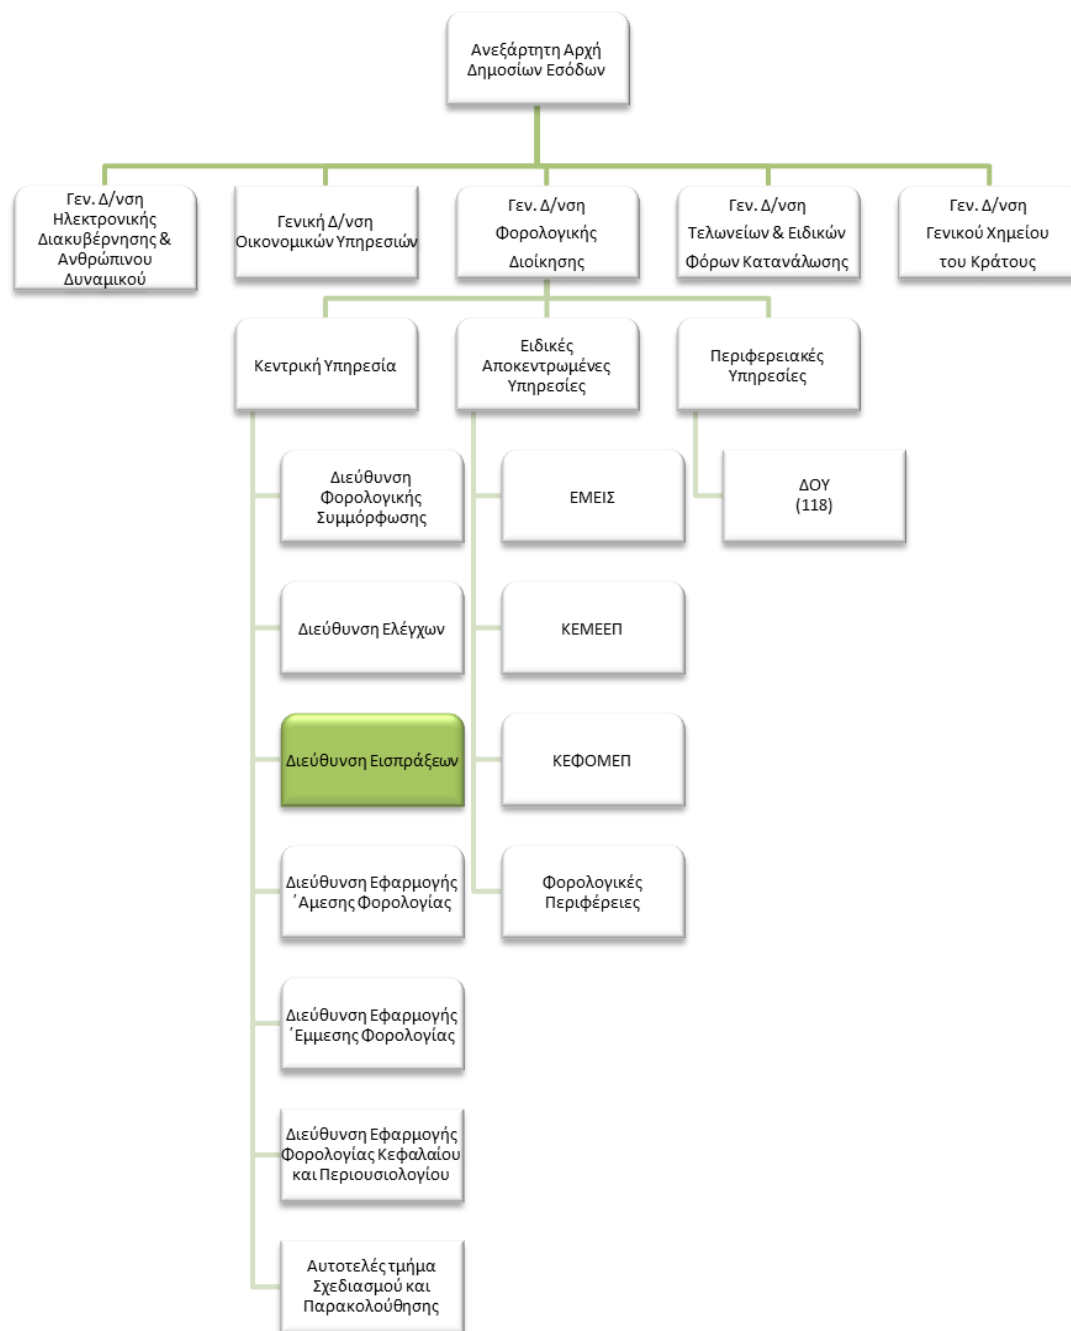 Ανεξάρτητη Αρχή
Δημοσίων Εσόδων
Γεν. Δ/νση
Ηλεκτρονικής
Διακυβέρνησης &
Ανθρώπινου
Δυναμικού
Γενική Δ/νση
Οικονομικών Υπηρεσιών
Γεν. Δ/νση
Φορολογικής
Διοίκησης
Γεν. Δ/νση
Τελωνείων & Ειδικών
Φόρων Κατανάλωσης
Γεν. Δ/νση
Γενικού Χημείου
του Κράτους
Κεντρική Υπηρεσία
Ειδικές
Αποκεντρωμένες
Υπηρεσίες
Περιφερειακές
Υπηρεσίες
Διεύθυνση
Φορολογικής
Συμμόρφωσης
ΕΜΕΙΣ
ΔΟΥ
(118)
Διεύθυνση Ελέγχων
ΚΕΜΕΕΠ
Διεύθυνση Εισπράξεων
ΚΕΦΟΜΕΠ
Διεύθυνση Εφαρμογής
΄Αμεσης Φορολογίας
Φορολογικές
Περιφέρειες
Διεύθυνση Εφαρμογής
΄Εμμεσης Φορολογίας
Διεύθυνση Εφαρμογής
Φορολογίας Κεφαλαίου
και Περιουσιολογίου
Αυτοτελές τμήμα
Σχεδιασμού και
Παρακολούθησης